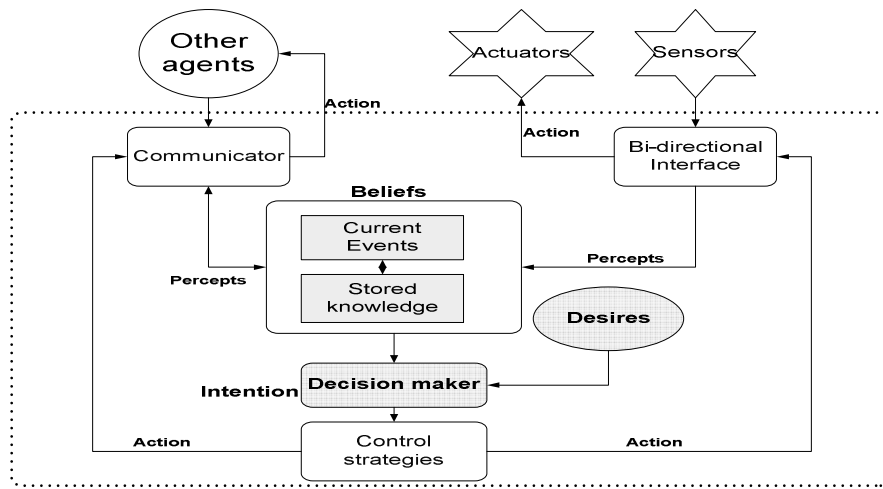 Other
agents
Actuators
Sensors
Action
Action
Communicator
Bi-directional
Interface
Beliefs
Current
Events
Percepts
Percepts
Stored
knowledge
Desires
Intention
Decision maker
Action
Control
strategies
Action